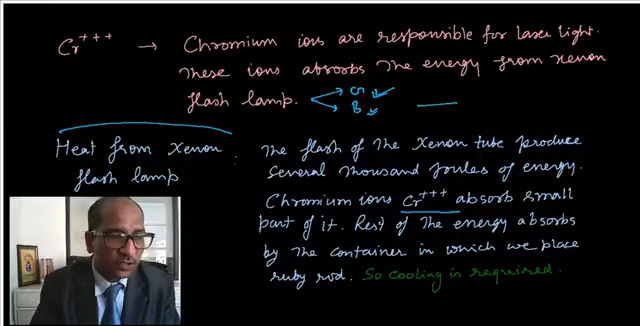 Cr+++ → Chromium ions are responsible for laser light.
These ions absorbs the energy from xenon
flash lamp. → G
→ B
Heat from xenon : The flash of the xenon tube produce
flash lamp several thousand joules of energy.
Chromium ions Cr+++ absorb small
part of it. Rest of the energy absorbs
by the container in which we place
ruby rod. So cooling is required.